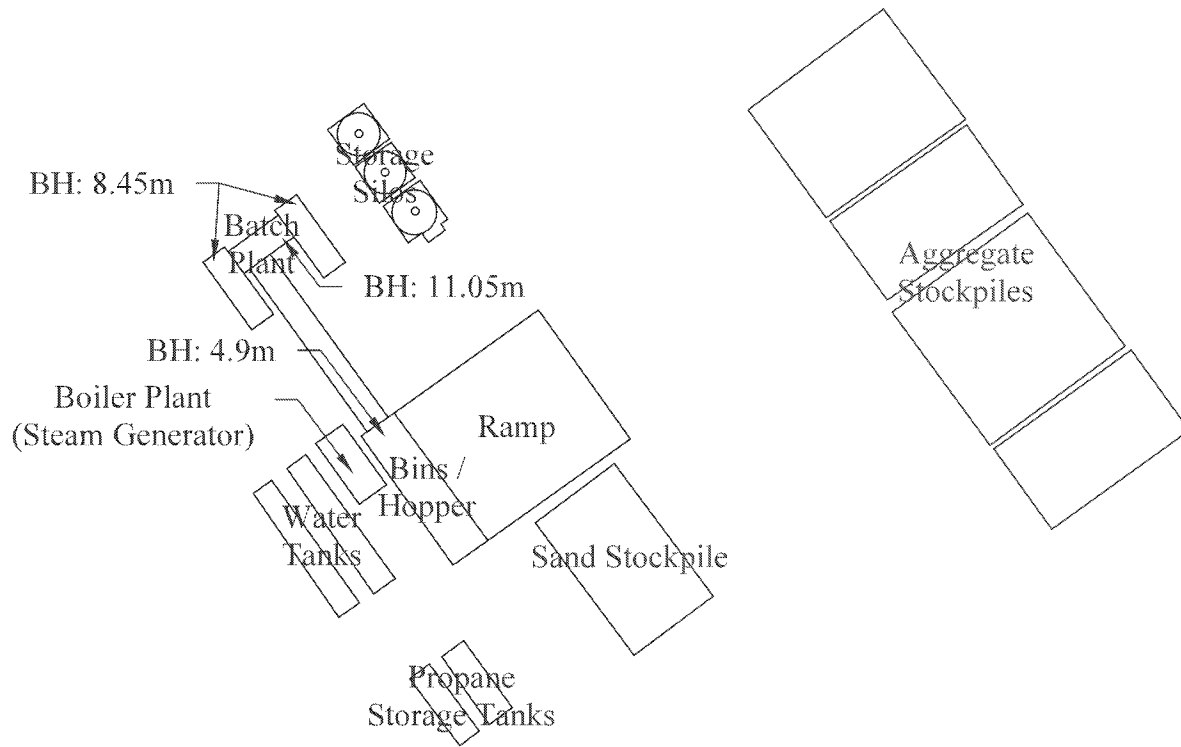 Storage
Silos
BH: 8.45m
Batch
Plant
BH: 11.05m
Aggregate
Stockpiles
BH: 4.9m
Boiler Plant
(Steam Generator)
Ramp
Bins /
Hopper
Water
Tanks
Sand Stockpile
Propane
Storage Tanks